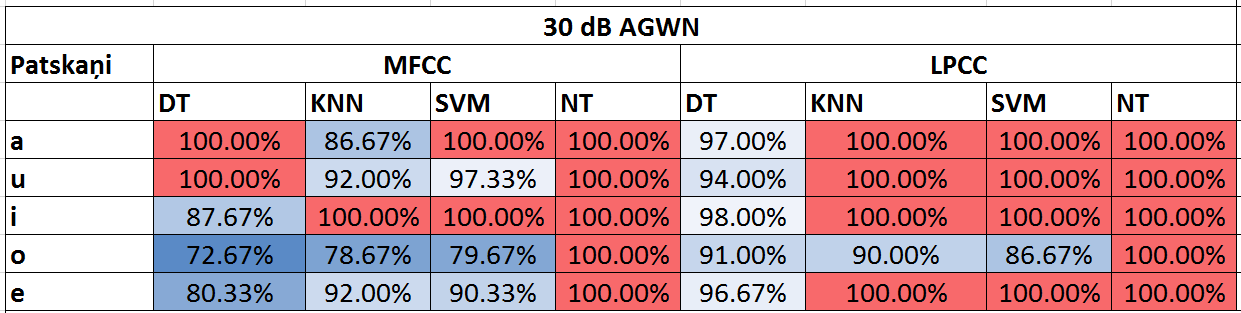 30 dB AGWN
Patskaņi MFCC LPCC
DT KNN SVM NT DT KNN SVM NT
a 100.00% 86.67% 100.00% 100.00% 97.00% 100.00% 100.00% 100.00%
u 100.00% 92.00% 97.33% 100.00% 94.00% 100.00% 100.00% 100.00%
i 87.67% 100.00% 100.00% 100.00% 98.00% 100.00% 100.00% 100.00%
o 72.67% 78.67% 79.67% 100.00% 91.00% 90.00% 86.67% 100.00%
e 80.33% 92.00% 90.33% 100.00% 96.67% 100.00% 100.00% 100.00%